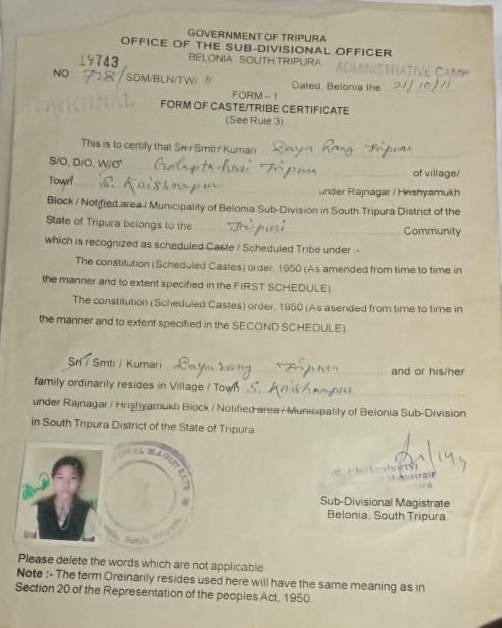 GOVERNMENT OF TRIPURA
OFFICE OF THE SUB-DIVISIONAL OFFICER
BELONIA SOUTH TRIPURA
ADMINISTRATIVE CAMP
19743
NO 728/SDM/BLN/TW/ 11
Dated, Belonia the 21/10/11
ORIGINAL
FORM - 1
FORM OF CASTE/TRIBE CERTIFICATE
(See Rule 3)
This is to certify that Sri / Smti / Kumari Tripura
S/O, D/O, W/O Tripura of village/
Town S. Kaishnapur under Rajnagar / Hrishyamukh
Block / Notified area / Municipality of Belonia Sub-Division in South Tripura District of the
State of Tripura belongs to the Tripuri Community
which is recognized as scheduled Caste / Scheduled Tribe under :-
The constitution (Scheduled Castes) order, 1950 (As amended from time to time in
the manner and to extent specified in the FIRST SCHEDULE).
The constitution (Scheduled Castes) order, 1950 (As asended from time to time in
the manner and to extent specified in the SECOND SCHEDULE)
Sri / Smti / Kumari Tripura and or his/her
family ordinarily resides in Village / Town S. Kaishnapur
under Rajnagar / Hrishyamukh Block / Notified area / Municipality of Belonia Sub-Division
in South Tripura District of the State of Tripura
Sub-Divisional Magistrate
Belonia, South Tripura.
Please delete the words which are not applicable
Note :- The term Oreinarily resides used here will have the same meaning as in
Section 20 of the Representation of the peoples Act, 1950.